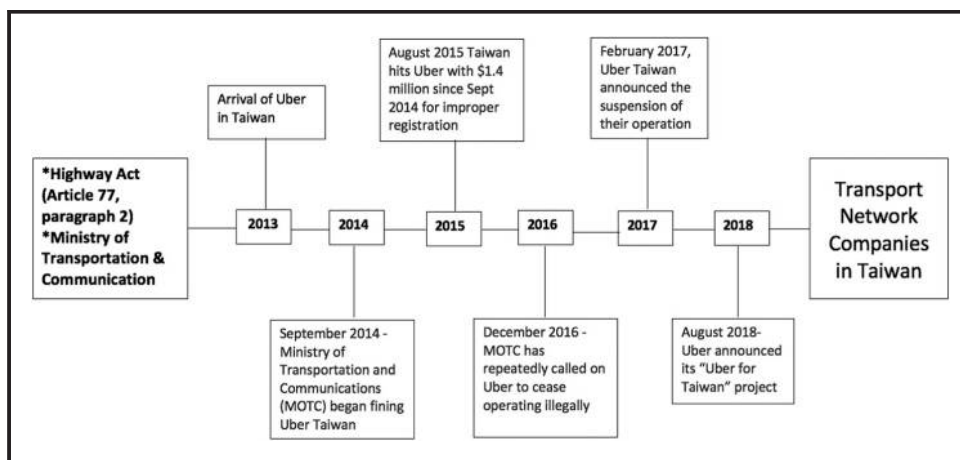 *Highway Act
(Article 77,
paragraph 2)
*Ministry of
Transportation &
Communication
Arrival of Uber
in Taiwan
2013
2014
September 2014 -
Ministry of
Transportation and
Communications
(MOTC) began fining
Uber Taiwan
August 2015 Taiwan
hits Uber with $1.4
million since Sept
2014 for improper
registration
2015
2016
December 2016 -
MOTC has
repeatedly called on
Uber to cease
operating illegally
February 2017,
Uber Taiwan
announced the
suspension of
their operation
2017
2018
August 2018-
Uber announced
its “Uber for
Taiwan” project
Transport
Network
Companies
in Taiwan